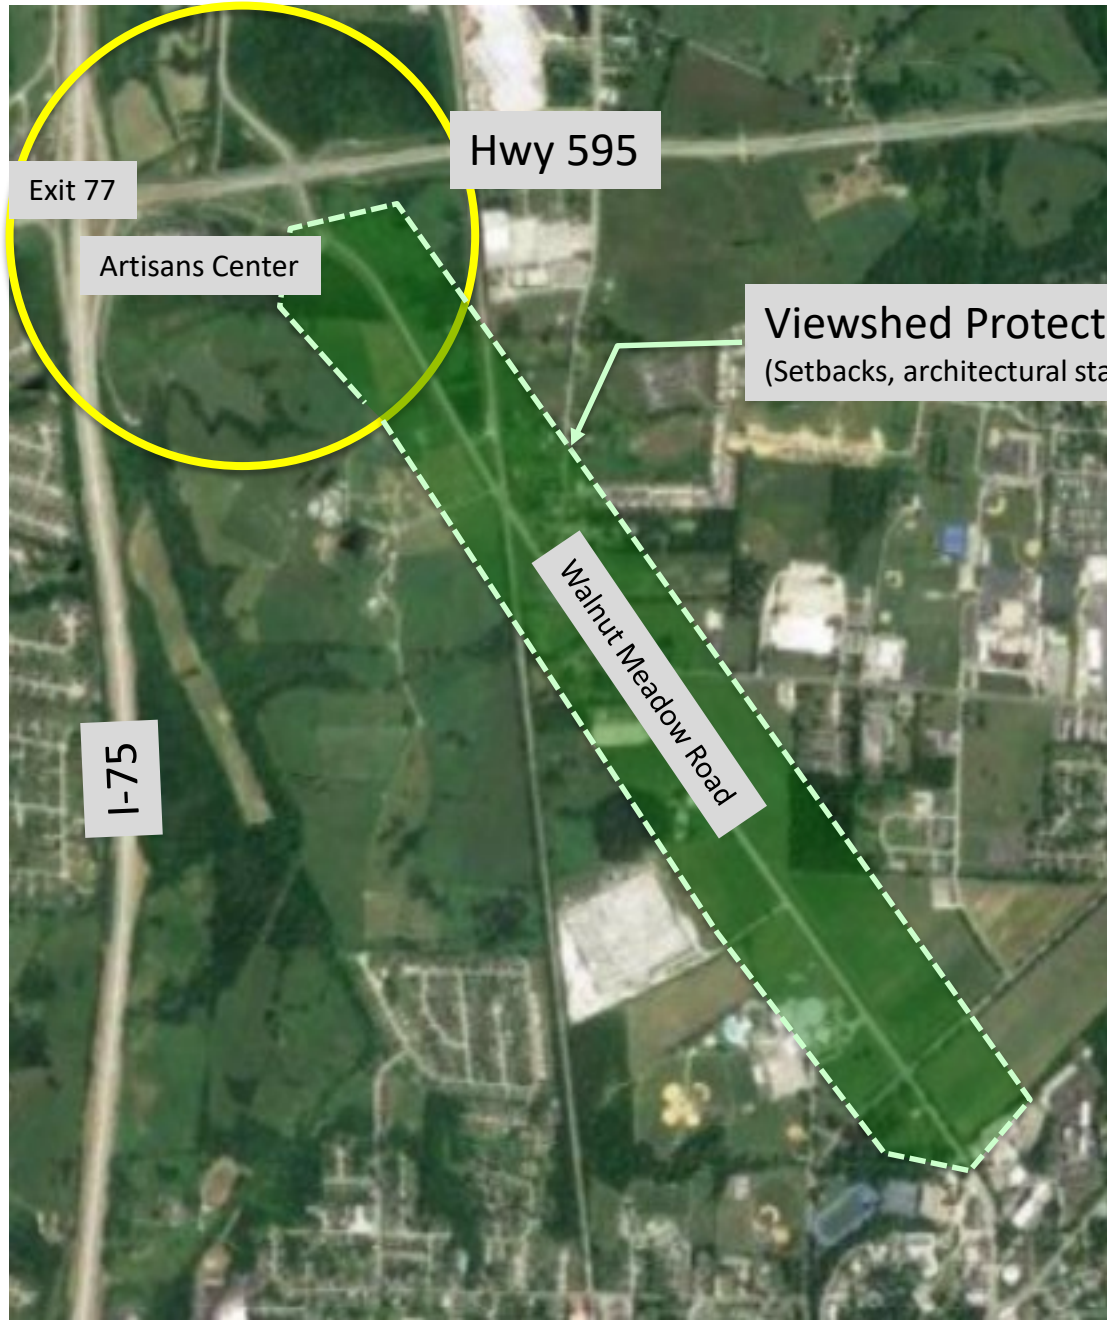 Hwy 595
Exit 77
Artisans Center
Viewshed Protect
(Setbacks, architectural sta
Walnut Meadow Road
I-75